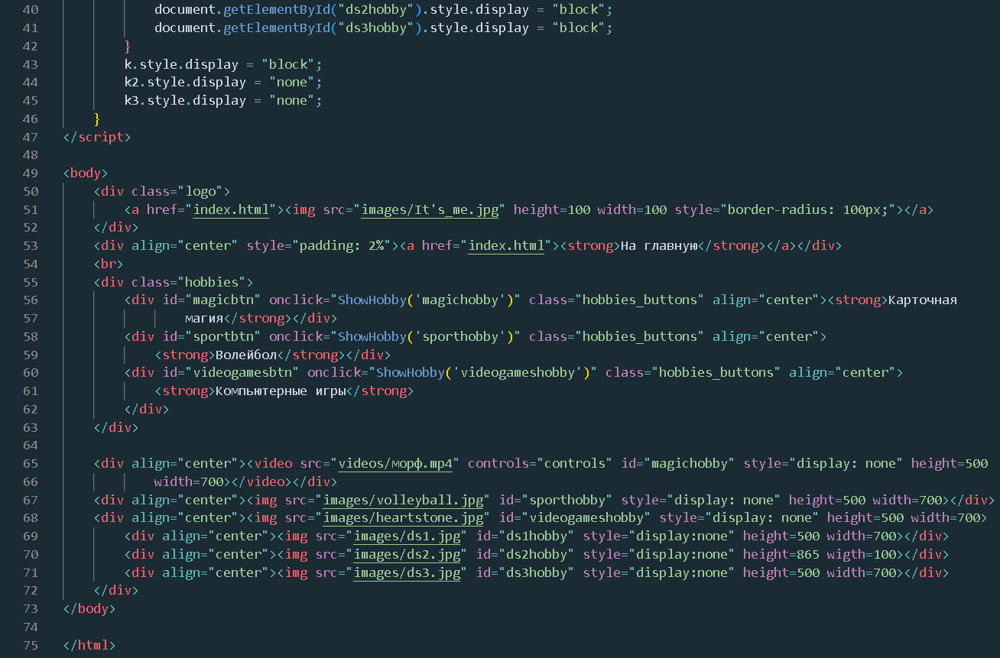 40 document.getElementById("ds2hobby").style.display = "block";
41 document.getElementById("ds3hobby").style.display = "block";
42 }
43 k.style.display = "block";
44 k2.style.display = "none";
45 k3.style.display = "none";
46 }
47 </script>
48
49 <body>
50 <div class="logo">
51 <a href="index.html"><img src="images/It's_me.jpg" height=100 width=100 style="border-radius: 100px;"></a>
52 </div>
53 <div align="center" style="padding: 2%"><a href="index.html"><strong>На главную</strong></a></div>
54 <br>
55 <div class="hobbies">
56 <div id="magicbtn" onclick="ShowHobby('magichobby')" class="hobbies_buttons" align="center"><strong>Карточная
57 магия</strong></div>
58 <div id="sportbtn" onclick="ShowHobby('sporthobby')" class="hobbies_buttons" align="center">
59 <strong>Волейбол</strong></div>
60 <div id="videogamesbtn" onclick="ShowHobby('videogameshobby')" class="hobbies_buttons" align="center">
61 <strong>Компьютерные игры</strong>
62 </div>
63 </div>
64
65 <div align="center"><video src="videos/морф.mp4" controls="controls" id="magichobby" style="display: none" height=500
66 width=700></video></div>
67 <div align="center"><img src="images/volleyball.jpg" id="sporthobby" style="display: none" height=500 width=700></div>
68 <div align="center"><img src="images/heartstone.jpg" id="videogameshobby" style="display: none" height=500 width=700>
69 <div align="center"><img src="images/ds1.jpg" id="ds1hobby" style="display:none" height=500 width=700></div>
70 <div align="center"><img src="images/ds2.jpg" id="ds2hobby" style="display:none" height=865 wigth=100></div>
71 <div align="center"><img src="images/ds3.jpg" id="ds3hobby" style="display:none" height=500 width=700></div>
72 </div>
73 </body>
74
75 </html>